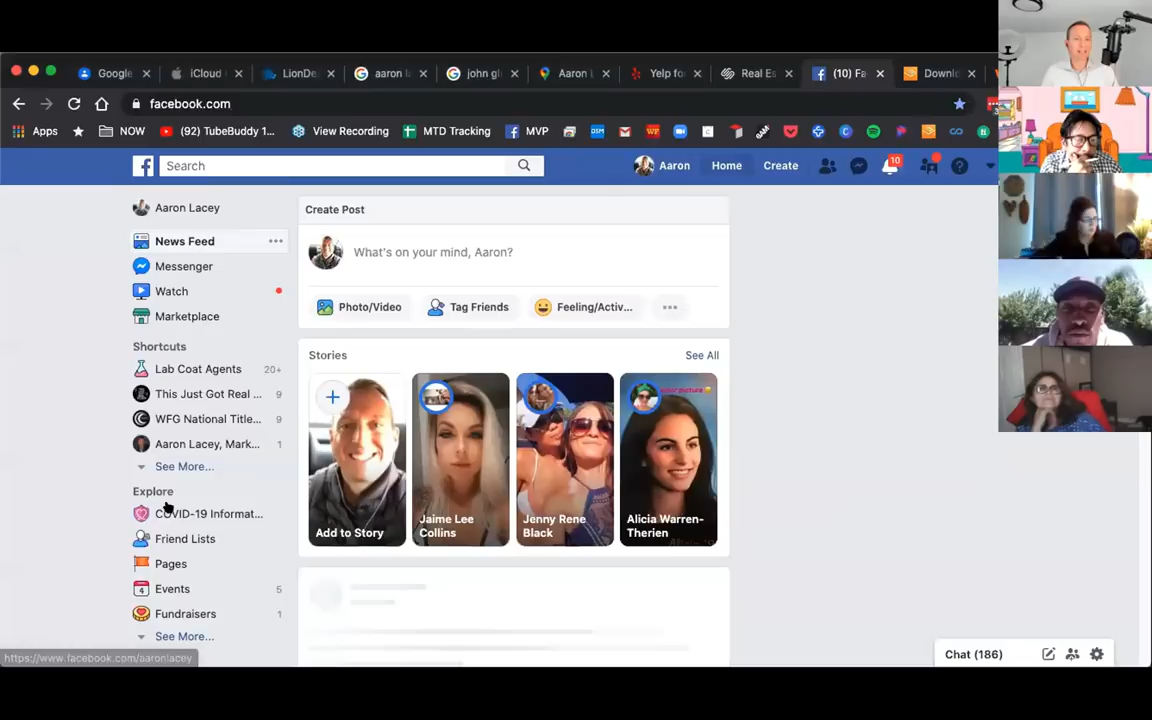 Google
iCloud
LionDe
aaron l
john gl
Aaron
Yelp fo
Real Es
(10) Fa
Downl
facebook.com
Apps
NOW
(92) TubeBuddy 1...
View Recording
MTD Tracking
MVP
Search
Aaron
Home
Create
10
Aaron Lacey
News Feed
Messenger
Watch
Marketplace
Shortcuts
Lab Coat Agents 20+
This Just Got Real ... 9
WFG National Title... 9
Aaron Lacey, Mark... 1
See More...
Explore
COVID-19 Informat...
Friend Lists
Pages
Events 5
Fundraisers 1
See More...
Create Post
What's on your mind, Aaron?
Photo/Video
Tag Friends
Feeling/Activ...
Stories
See All
Add to Story
Jaime Lee
Collins
Jenny Rene
Black
Alicia Warren-
Therien
https://www.facebook.com/aaronlacey
Chat (186)